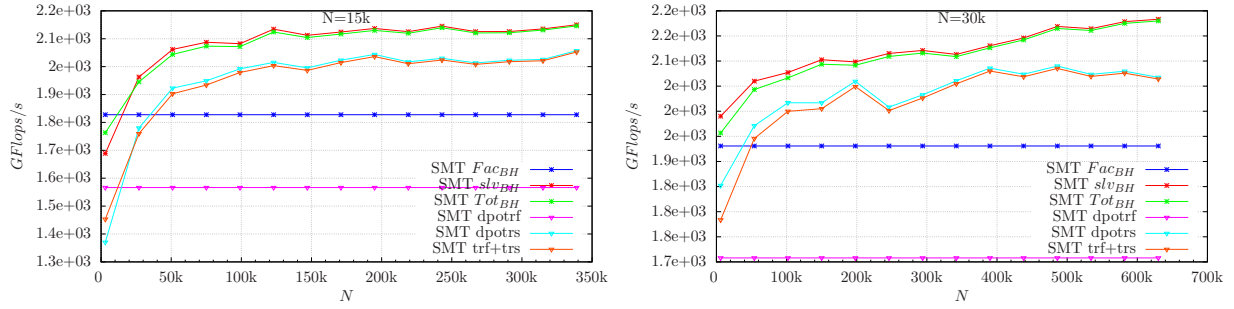 N=15k
GFlops/s
2.2e+03
2.1e+03
2e+03
1.9e+03
1.8e+03
1.7e+03
1.6e+03
1.5e+03
1.4e+03
1.3e+03
SMT Fac_BH
SMT slv_BH
SMT Tot_BH
SMT dpotrf
SMT dpotrs
SMT trf+trs
0 50k 100k 150k 200k 250k 300k 350k
N
N=30k
GFlops/s
2.2e+03
2.2e+03
2.1e+03
2e+03
2e+03
2e+03
1.9e+03
1.8e+03
1.8e+03
1.8e+03
1.7e+03
SMT Fac_BH
SMT slv_BH
SMT Tot_BH
SMT dpotrf
SMT dpotrs
SMT trf+trs
0 100k 200k 300k 400k 500k 600k 700k
N